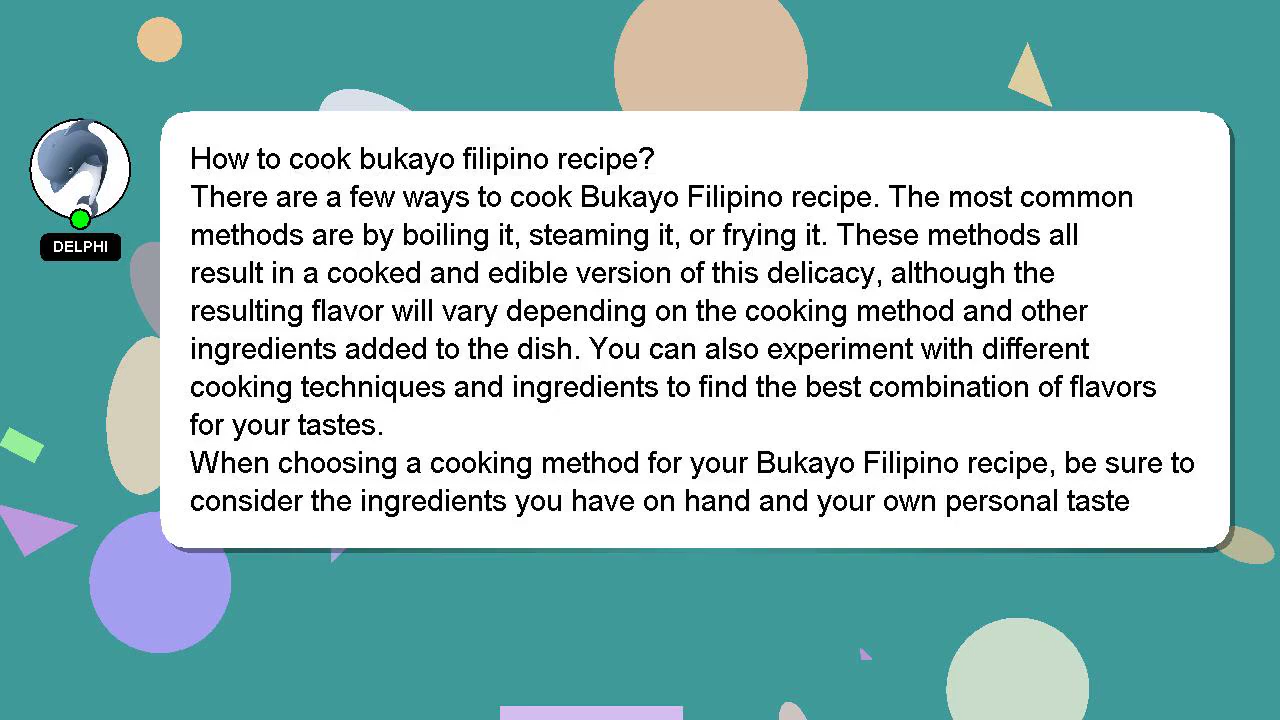 How to cook bukayo filipino recipe?
There are a few ways to cook Bukayo Filipino recipe. The most common
methods are by boiling it, steaming it, or frying it. These methods all
result in a cooked and edible version of this delicacy, although the
resulting flavor will vary depending on the cooking method and other
ingredients added to the dish. You can also experiment with different
cooking techniques and ingredients to find the best combination of flavors
for your tastes.
When choosing a cooking method for your Bukayo Filipino recipe, be sure to
consider the ingredients you have on hand and your own personal taste
DELPHI